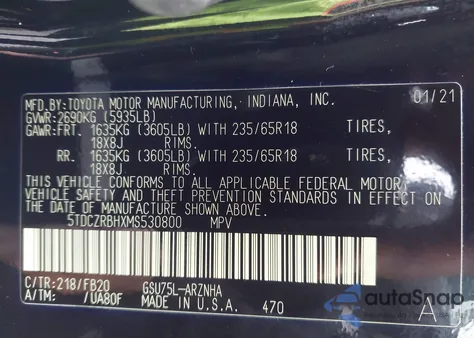 MFD.BY:TOYOTA MOTOR MANUFACTURING, INDIANA, INC. 01/21
GVWR:2690KG (5935LB)
GAWR:FRT. 1635KG (3605LB) WITH 235/65R18 TIRES,
18X8J RIMS.
RR. 1635KG (3605LB) WITH 235/65R18 TIRES,
18X8J RIMS.
THIS VEHICLE CONFORMS TO ALL APPLICABLE FEDERAL MOTOR
VEHICLE SAFETY AND THEFT PREVENTION STANDARDS IN EFFECT ON
THE DATE OF MANUFACTURE SHOWN ABOVE.
5TDCZRBHXMS530800 MPV
C/TR:218/FB20 GSU75L-ARZNHA
A/TM: /UA80F MADE IN U.S.A. 470 A
autoSnap